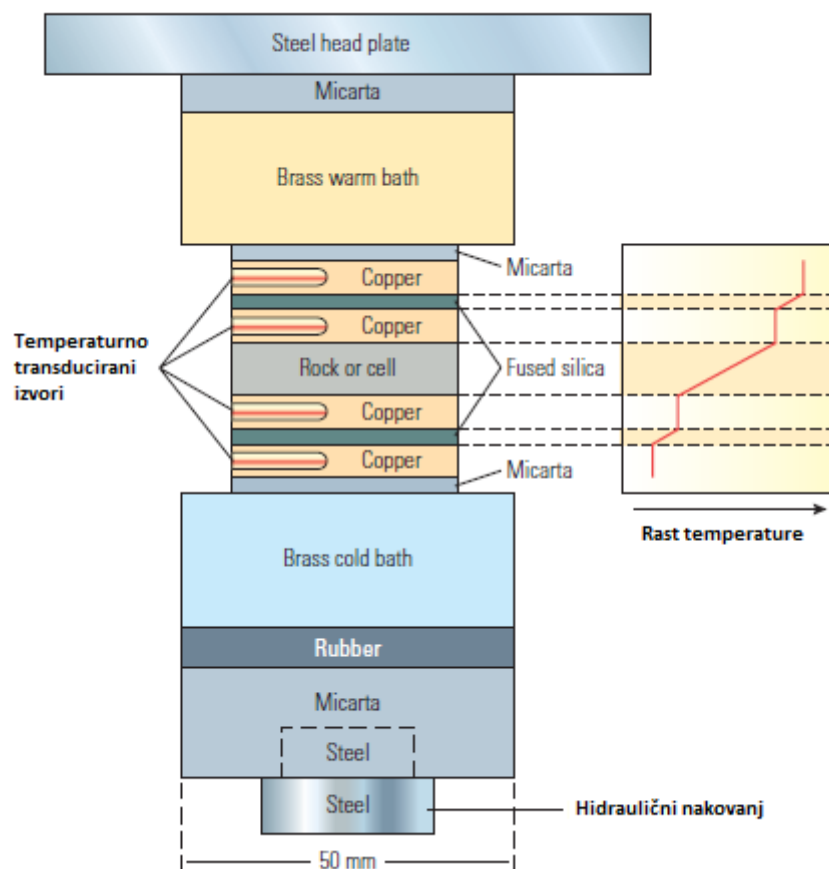 Steel head plate
Micarta
Brass warm bath
Micarta
Copper
Copper
Temperaturno
transducirani
izvori
Rock or cell
Fused silica
Copper
Copper
Micarta
Rast temperature
Brass cold bath
Rubber
Micarta
Steel
Steel
Hidraulični nakovanj
50 mm